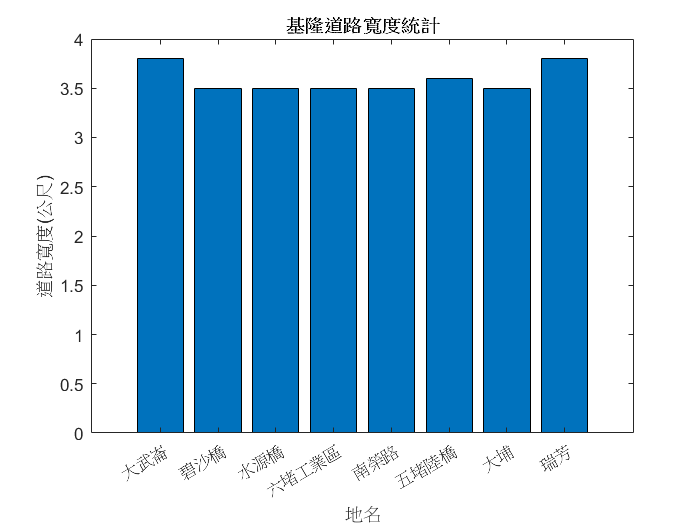 基隆道路寬度統計
4
3.5
3
2.5
2
1.5
1
0.5
0
道路寬度(公尺)
大武崙
碧沙橋
水源橋
六堵工業區
南榮路
五堵陸橋
大埔
瑞芳
地名